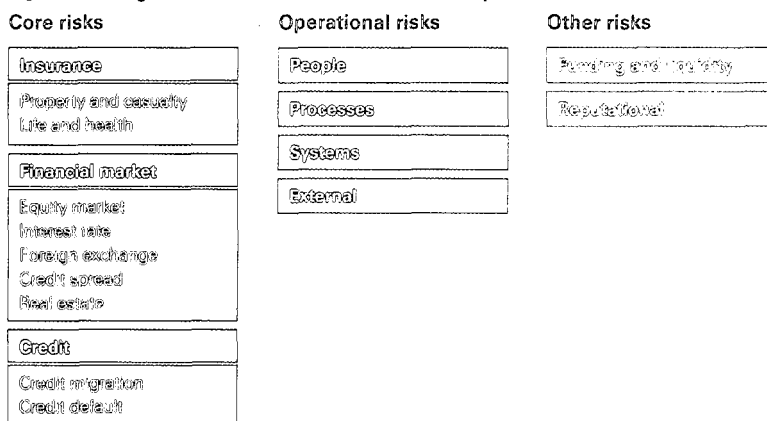 Core risks
Insurance
Property and casualty
Life and health
Financial market
Equity market
Interest rate
Foreign exchange
Credit spread
Real estate
Credit
Credit migration
Credit default
Operational risks
People
Processes
Systems
External
Other risks
Funding and liquidity
Reputational